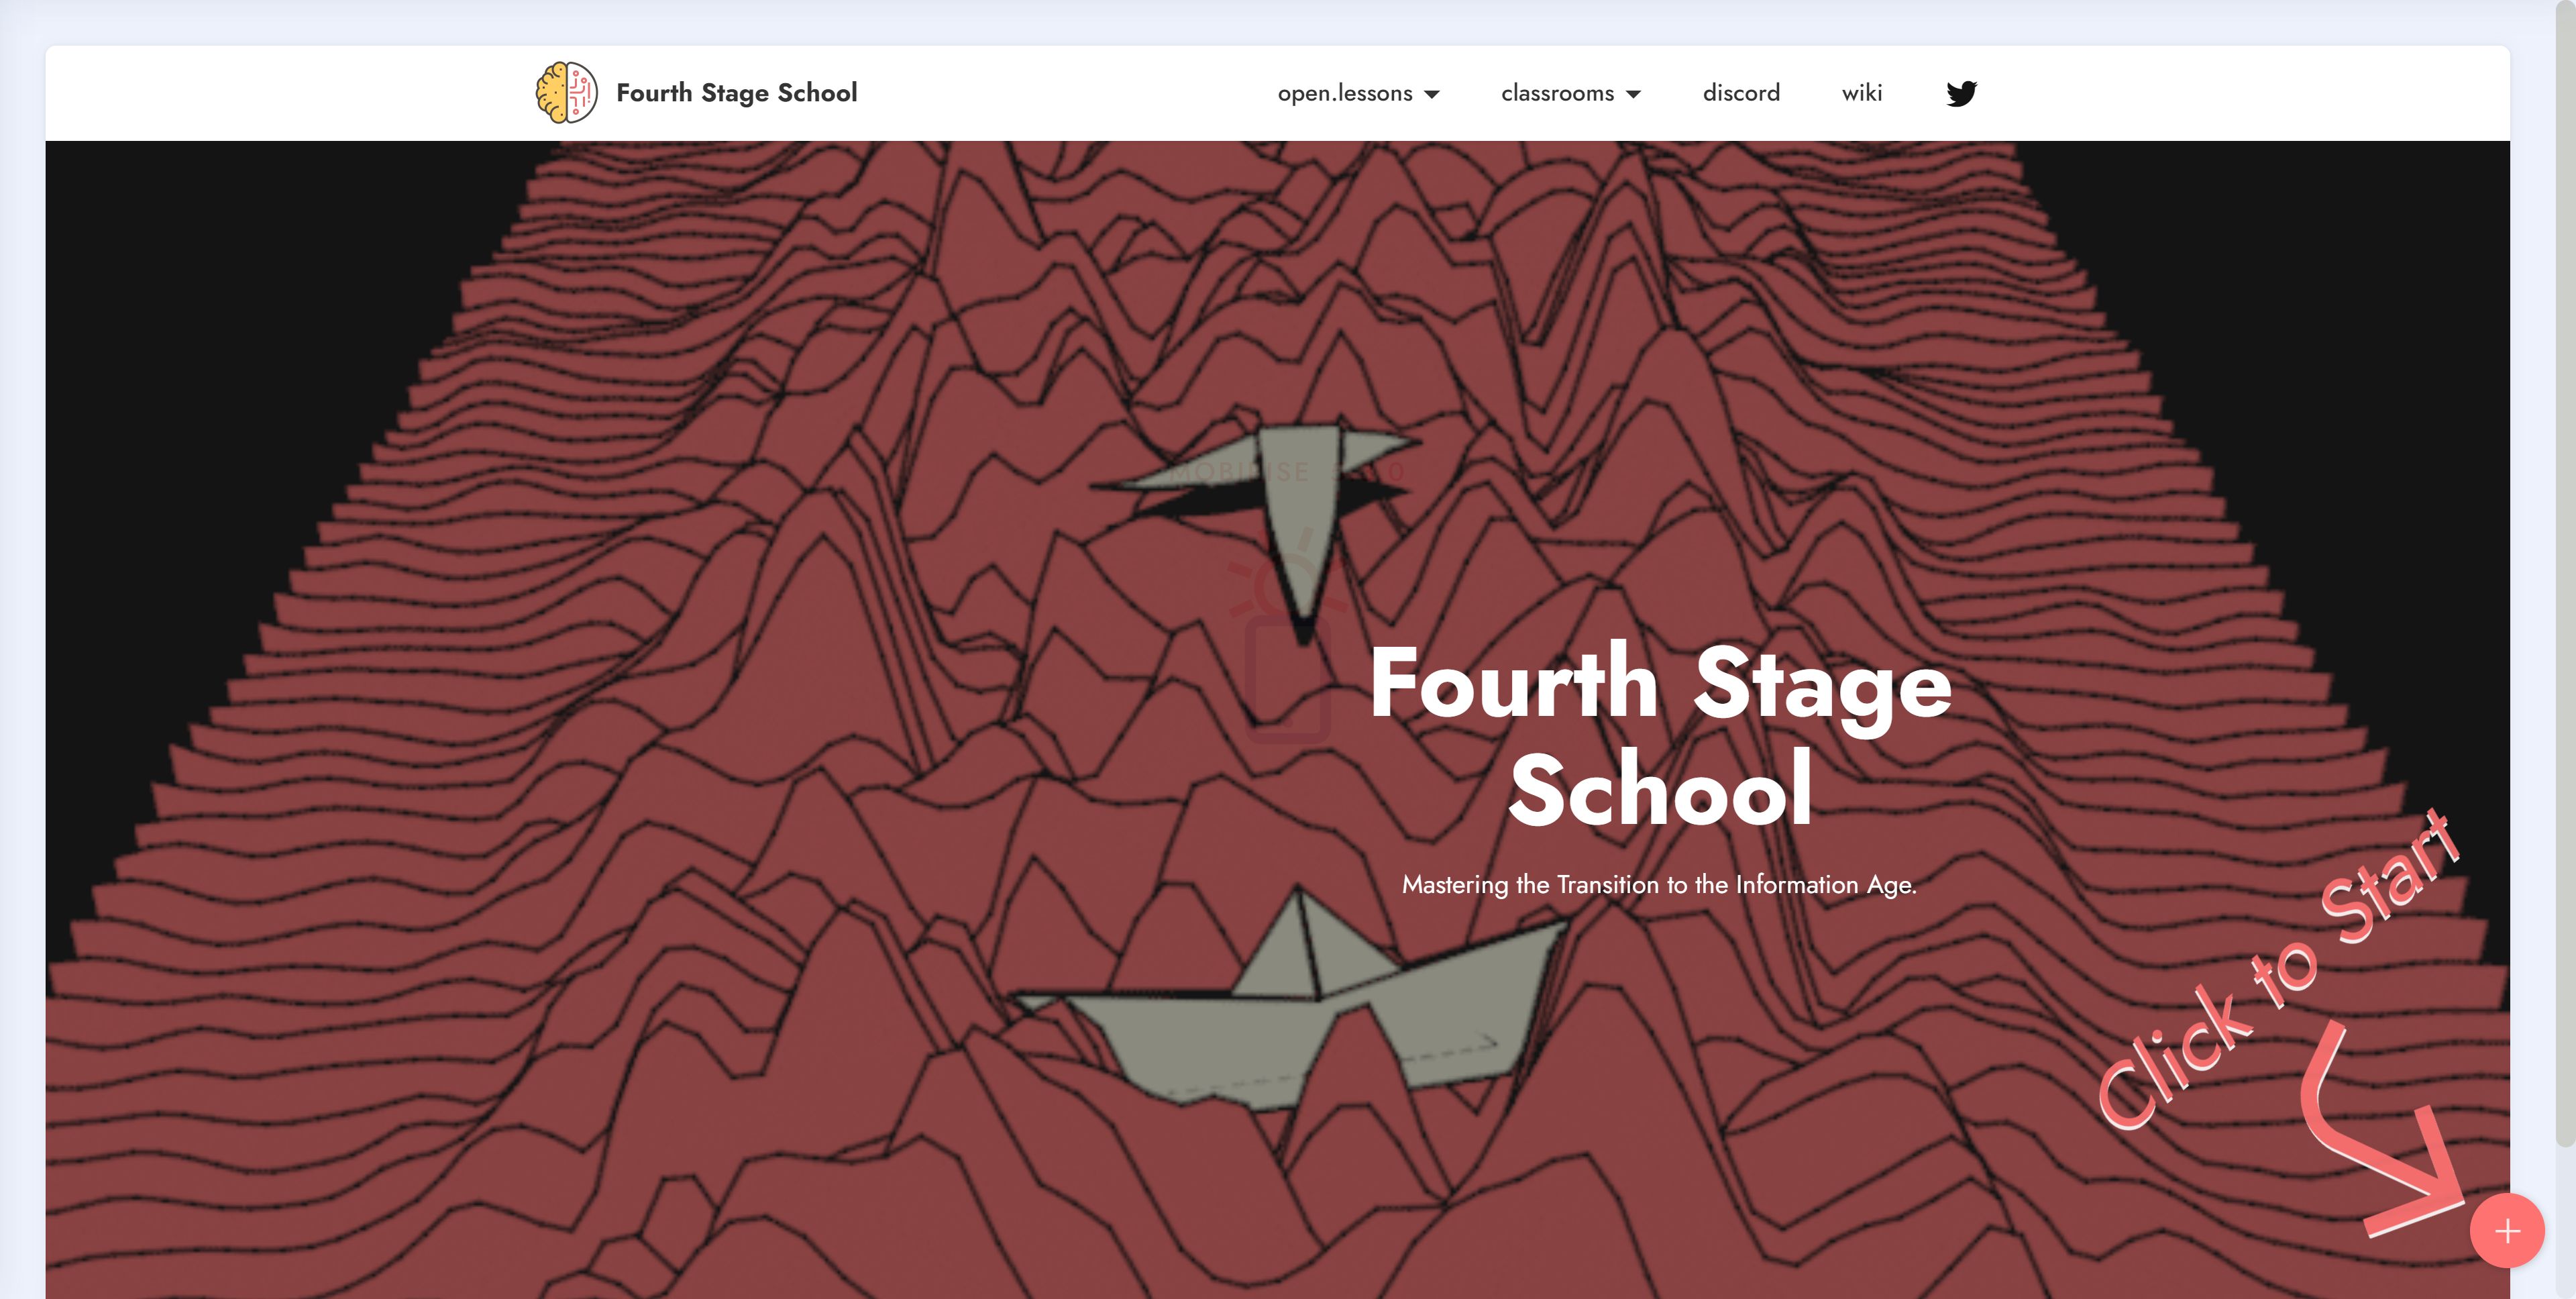 Fourth Stage School
open.lessons
classrooms
discord
wiki
MOBIRISE
Fourth Stage
School
Mastering the Transition to the Information Age.
Click to Start